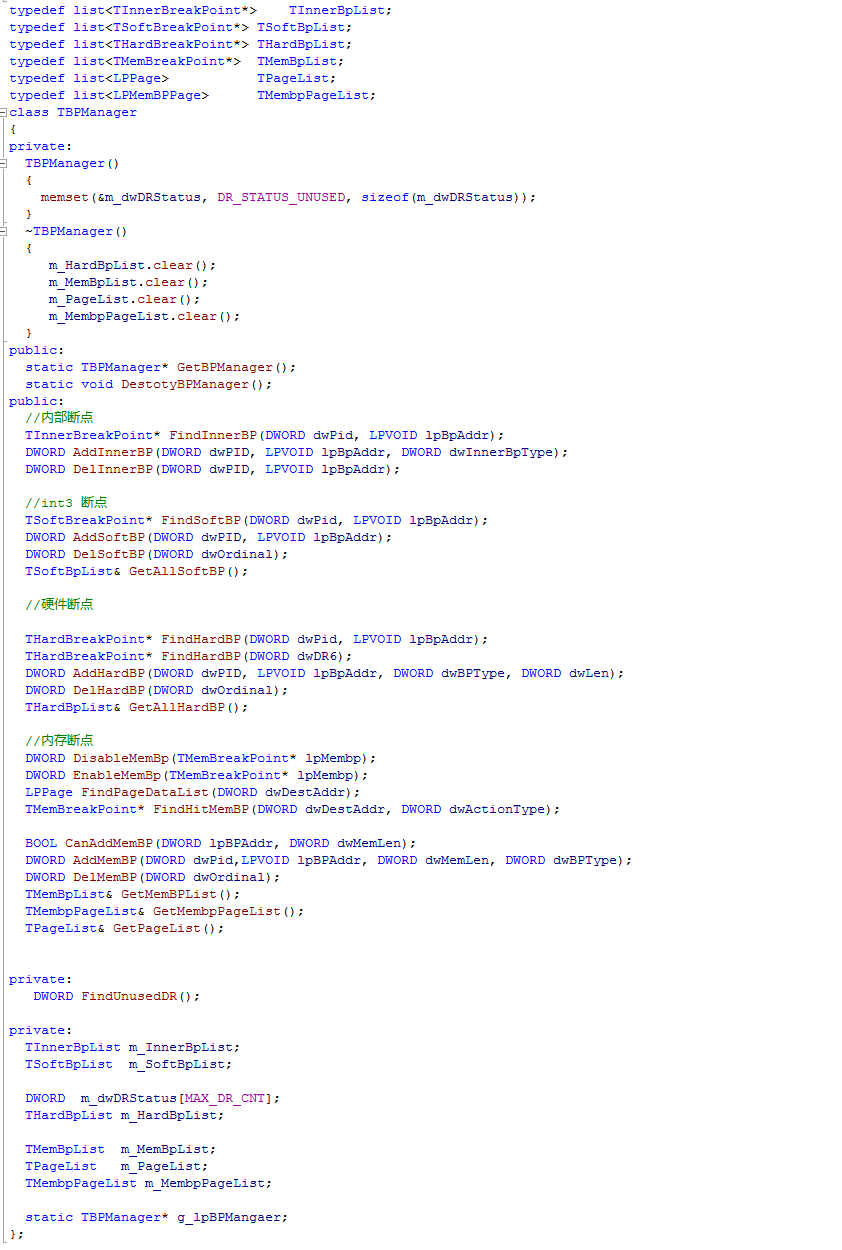 typedef list<TInnerBreakPoint*>    TInnerBpList;
typedef list<TSoftBreakPoint*> TSoftBpList;
typedef list<THardBreakPoint*> THardBpList;
typedef list<TMemBreakPoint*>  TMemBpList;
typedef list<LPPage>           TPageList;
typedef list<LPMemBPPage>      TMembpPageList;
class TBPManager
{
private:
  TBPManager()
  {
    memset(&m_dwDRStatus, DR_STATUS_UNUSED, sizeof(m_dwDRStatus));
  }
  ~TBPManager()
  {
     m_HardBpList.clear();
     m_MemBpList.clear();
     m_PageList.clear();
     m_MembpPageList.clear();
  }
public:
  static TBPManager* GetBPManager();
  static void DestotyBPManager();
public:
  //内部断点
  TInnerBreakPoint* FindInnerBP(DWORD dwPid, LPVOID lpBpAddr);
  DWORD AddInnerBP(DWORD dwPID, LPVOID lpBpAddr, DWORD dwInnerBpType);
  DWORD DelInnerBP(DWORD dwPID, LPVOID lpBpAddr);

  //int3 断点
  TSoftBreakPoint* FindSoftBP(DWORD dwPid, LPVOID lpBpAddr);
  DWORD AddSoftBP(DWORD dwPID, LPVOID lpBpAddr);
  DWORD DelSoftBP(DWORD dwOrdinal);
  TSoftBpList& GetAllSoftBP();

  //硬件断点

  THardBreakPoint* FindHardBP(DWORD dwPid, LPVOID lpBpAddr);
  THardBreakPoint* FindHardBP(DWORD dwDR6);
  DWORD AddHardBP(DWORD dwPID, LPVOID lpBpAddr, DWORD dwBPType, DWORD dwLen);
  DWORD DelHardBP(DWORD dwOrdinal);
  THardBpList& GetAllHardBP();

  //内存断点
  DWORD DisableMemBp(TMemBreakPoint* lpMembp);
  DWORD EnableMemBp(TMemBreakPoint* lpMembp);
  LPPage FindPageDataList(DWORD dwDestAddr);
  TMemBreakPoint* FindHitMemBP(DWORD dwDestAddr, DWORD dwActionType);

  BOOL CanAddMemBP(DWORD lpBPAddr, DWORD dwMemLen);
  DWORD AddMemBP(DWORD dwPid,LPVOID lpBPAddr, DWORD dwMemLen, DWORD dwBPType);
  DWORD DelMemBP(DWORD dwOrdinal);
  TMemBpList& GetMemBPList();
  TMembpPageList& GetMembpPageList();
  TPageList& GetPageList();

private:
   DWORD FindUnusedDR();

private:
  TInnerBpList m_InnerBpList;
  TSoftBpList  m_SoftBpList;

  DWORD  m_dwDRStatus[MAX_DR_CNT];
  THardBpList m_HardBpList;

  TMemBpList  m_MemBpList;
  TPageList   m_PageList;
  TMembpPageList m_MembpPageList;

  static TBPManager* g_lpBPMangaer;
};